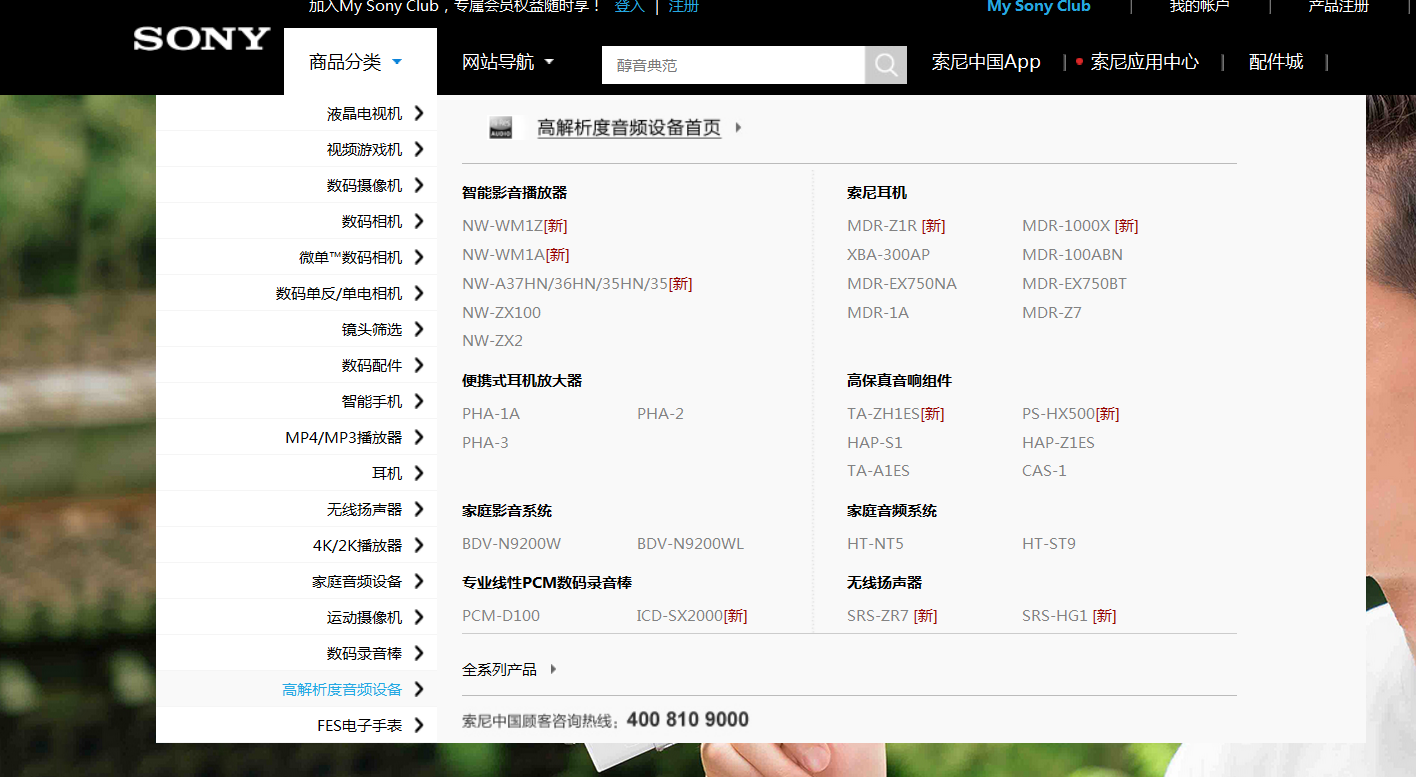 加入My Sony Club，专属会员权益随时享！ 登入 | 注册
My Sony Club | 我的帐户 | 产品注册
SONY
商品分类
网站导航
醇音典范
索尼中国App | 索尼应用中心 | 配件城 |
液晶电视机
视频游戏机
数码摄像机
数码相机
微单™数码相机
数码单反/单电相机
镜头筛选
数码配件
智能手机
MP4/MP3播放器
耳机
无线扬声器
4K/2K播放器
家庭音频设备
运动摄像机
数码录音棒
高解析度音频设备
FES电子手表
高解析度音频设备首页
智能影音播放器
NW-WM1Z[新]
NW-WM1A[新]
NW-A37HN/36HN/35HN/35[新]
NW-ZX100
NW-ZX2
索尼耳机
MDR-Z1R [新] MDR-1000X [新]
XBA-300AP MDR-100ABN
MDR-EX750NA MDR-EX750BT
MDR-1A MDR-Z7
便携式耳机放大器
PHA-1A PHA-2
PHA-3
高保真音响组件
TA-ZH1ES[新] PS-HX500[新]
HAP-S1 HAP-Z1ES
TA-A1ES CAS-1
家庭影音系统
BDV-N9200W BDV-N9200WL
家庭音频系统
HT-NT5 HT-ST9
专业线性PCM数码录音棒
PCM-D100 ICD-SX2000[新]
无线扬声器
SRS-ZR7 [新] SRS-HG1 [新]
全系列产品
索尼中国顾客咨询热线：400 810 9000